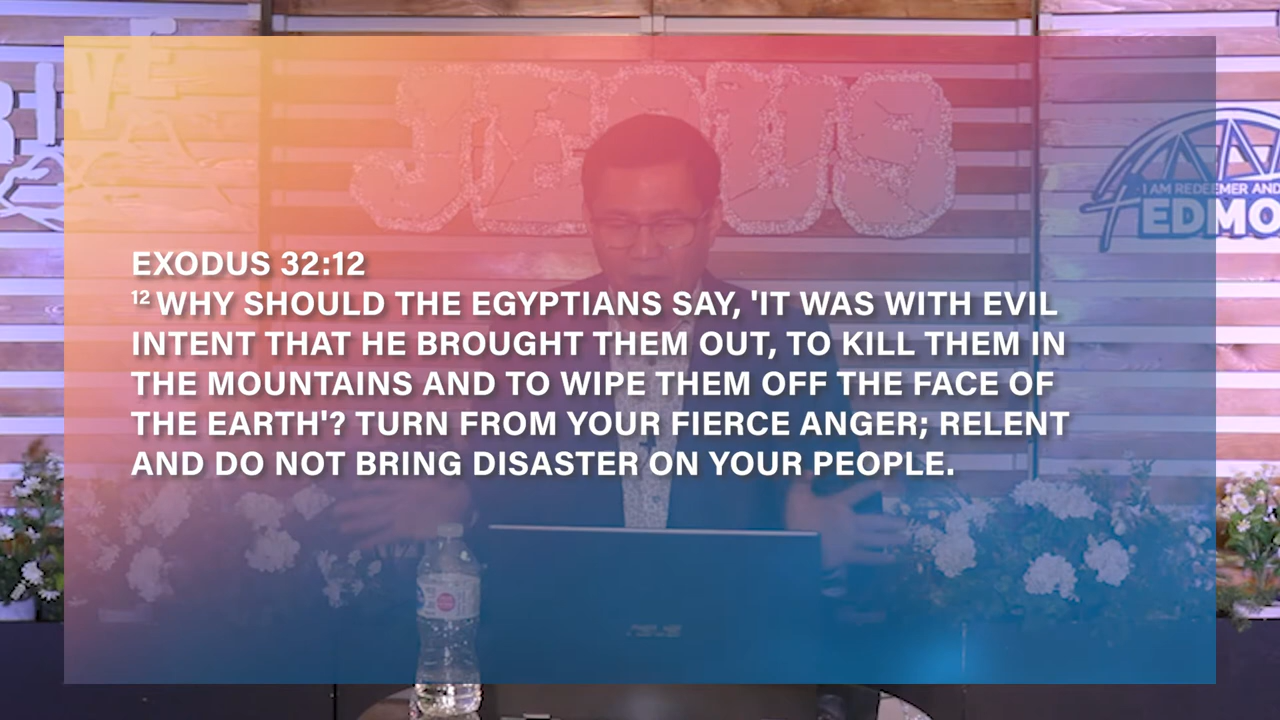 JESUS
RIVE
I AM REDEEMER AND
EDMO
EXODUS 32:12
12 WHY SHOULD THE EGYPTIANS SAY, 'IT WAS WITH EVIL
INTENT THAT HE BROUGHT THEM OUT, TO KILL THEM IN
THE MOUNTAINS AND TO WIPE THEM OFF THE FACE OF
THE EARTH'? TURN FROM YOUR FIERCE ANGER; RELENT
AND DO NOT BRING DISASTER ON YOUR PEOPLE.